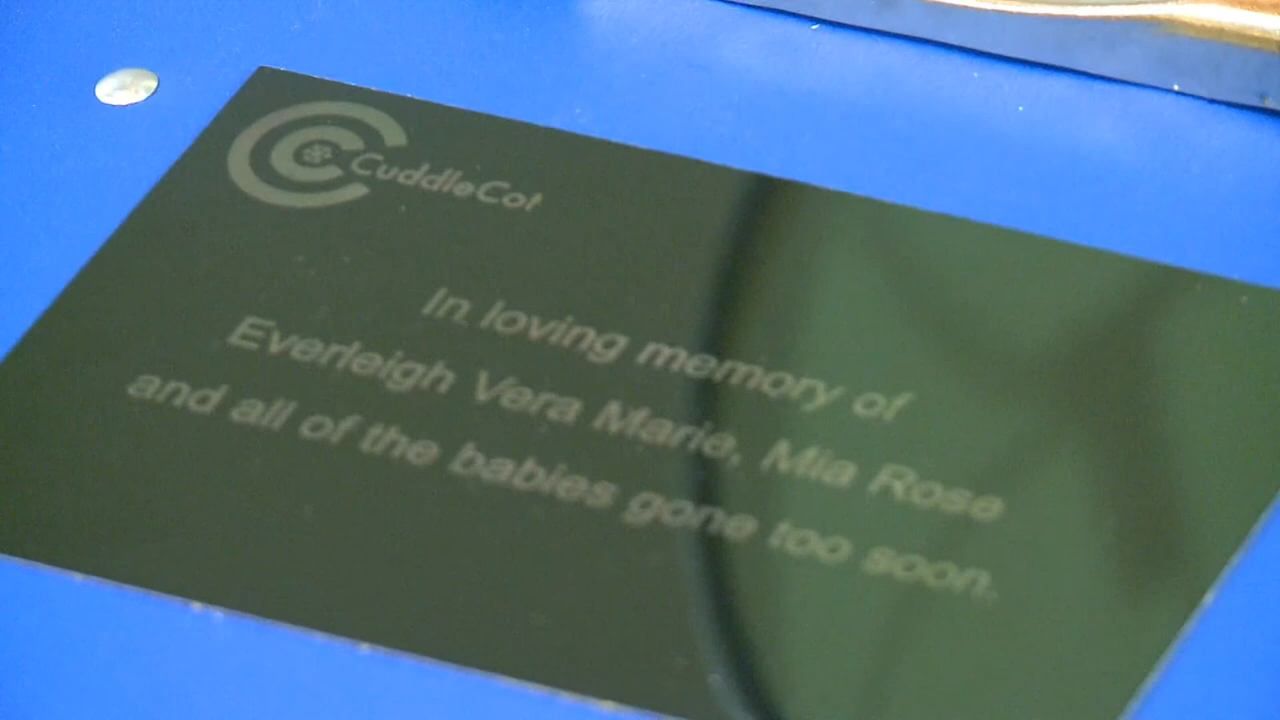 CuddleCot
In loving memory of
Everleigh Vera Marie, Mia Rose
and all of the babies gone too soon.